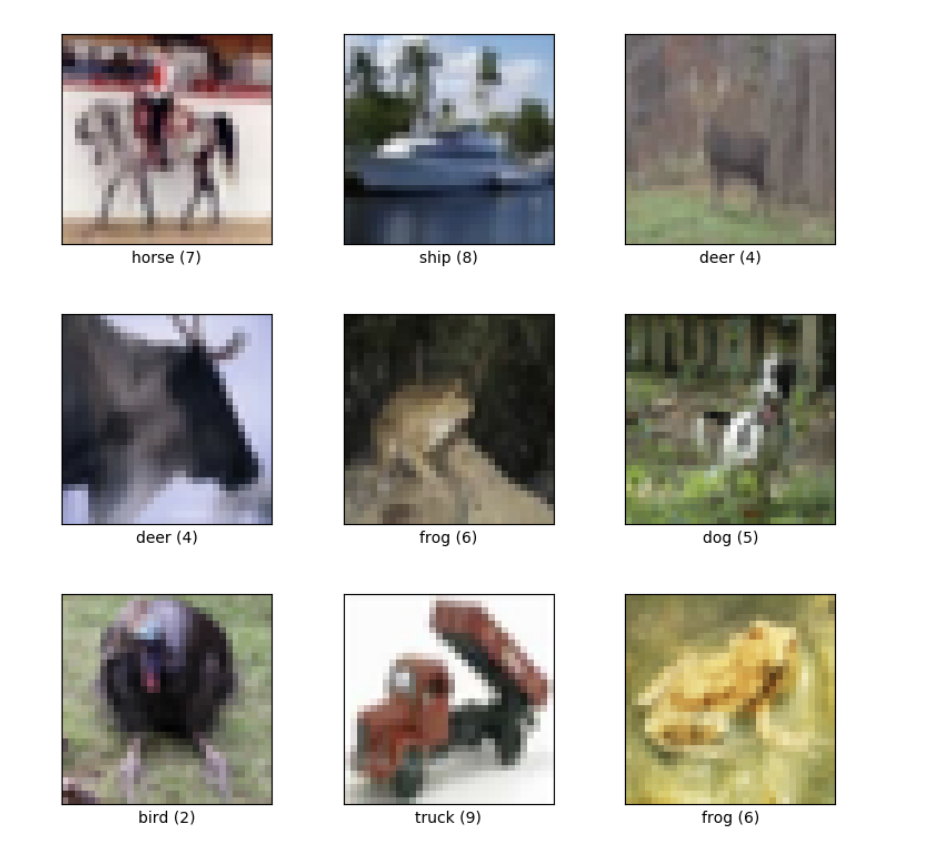 horse (7)
ship (8)
deer (4)
deer (4)
frog (6)
dog (5)
bird (2)
truck (9)
frog (6)